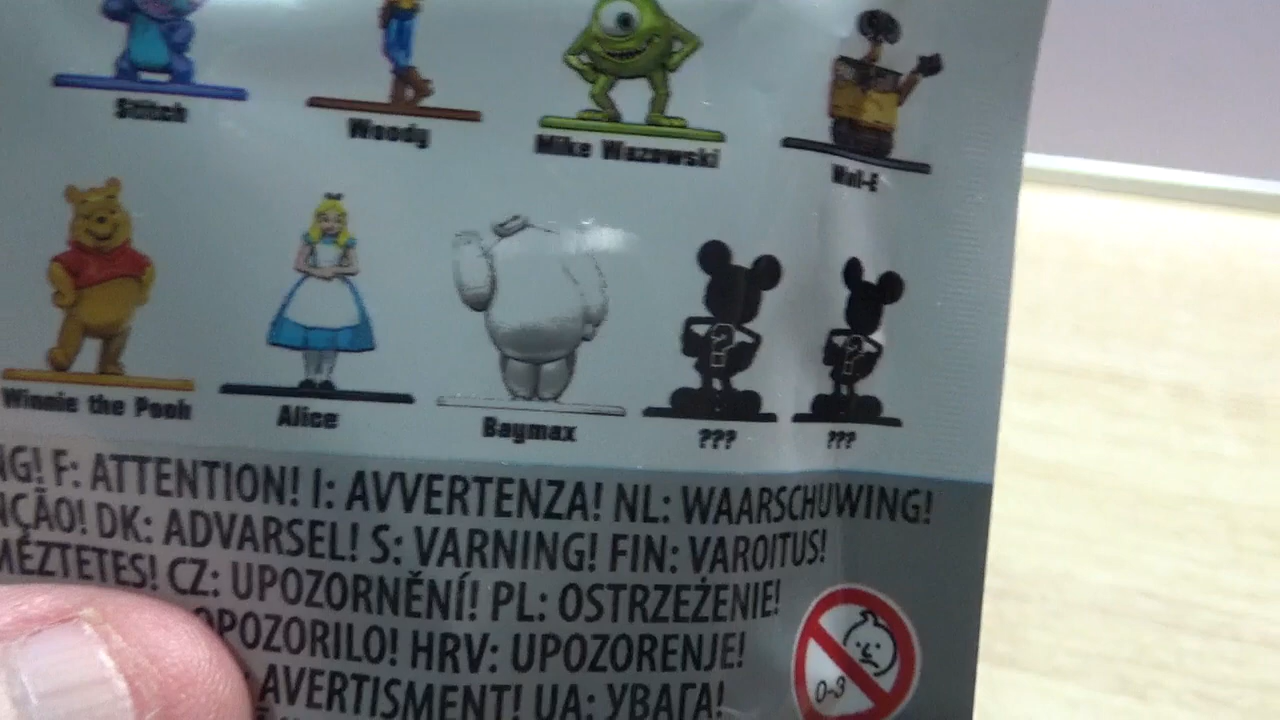 Stitch
Woody
Mike Wazowski
Wall-E
Winnie the Pooh
Alice
Baymax
?
???
?
???
NG! F: ATTENTION! I: AVVERTENZA! NL: WAARSCHUWING!
NÇÃO! DK: ADVARSEL! S: VARNING! FIN: VAROITUS!
MÉZTETES! CZ: UPOZORNĚNÍ! PL: OSTRZEŻENIE!
OPOZORILO! HRV: UPOZORENJE!
AVERTISMENT! UA: УВАГА!
0-3